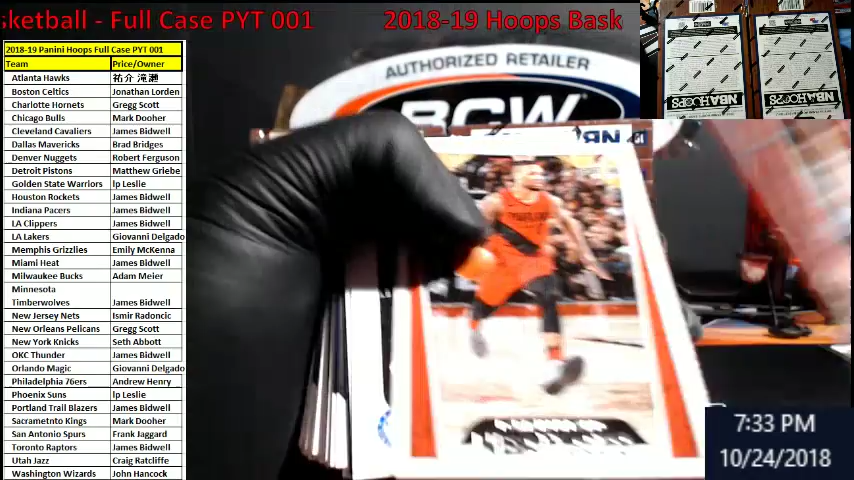 sketball - Full Case PYT 001 2018-19 Hoops Bask
2018-19 Panini Hoops Full Case PYT 001
Team Price/Owner
Atlanta Hawks 祐介 滝瀬
Boston Celtics Jonathan Lorden
Charlotte Hornets Gregg Scott
Chicago Bulls Mark Dooher
Cleveland Cavaliers James Bidwell
Dallas Mavericks Brad Bridges
Denver Nuggets Robert Ferguson
Detroit Pistons Matthew Griebe
Golden State Warriors lp Leslie
Houston Rockets James Bidwell
Indiana Pacers James Bidwell
LA Clippers James Bidwell
LA Lakers Giovanni Delgado
Memphis Grizzlies Emily McKenna
Miami Heat James Bidwell
Milwaukee Bucks Adam Meier
Minnesota
Timberwolves James Bidwell
New Jersey Nets Ismir Radoncic
New Orleans Pelicans Gregg Scott
New York Knicks Seth Abbott
OKC Thunder James Bidwell
Orlando Magic Giovanni Delgado
Philadelphia 76ers Andrew Henry
Phoenix Suns lp Leslie
Portland Trail Blazers James Bidwell
Sacrametnto Kings Mark Dooher
San Antonio Spurs Frank Jaggard
Toronto Raptors James Bidwell
Utah Jazz Craig Ratcliffe
Washington Wizards John Hancock
AUTHORIZED RETAILER
BCW
NBA HOOPS
NBA HOOPS
7:33 PM
10/24/2018